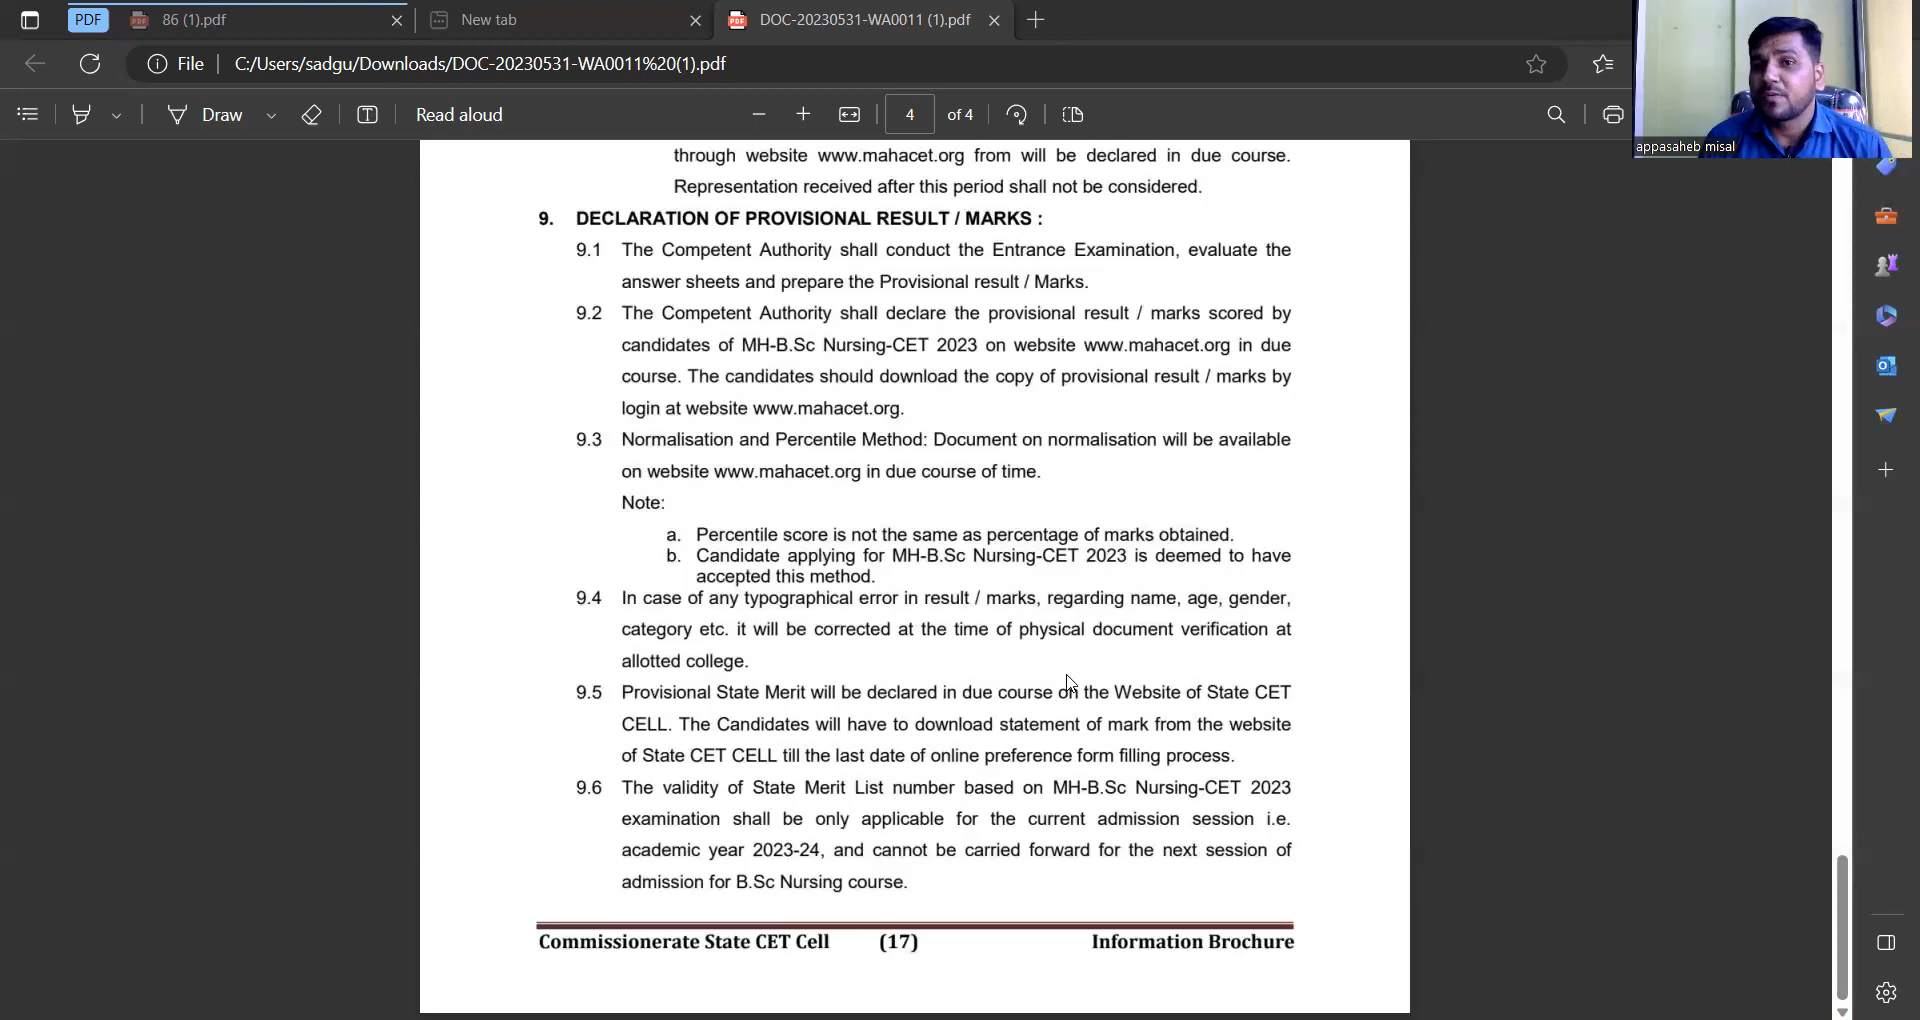 PDF
86 (1).pdf
New tab
DOC-20230531-WA0011 (1).pdf
File
C:/Users/sadgu/Downloads/DOC-20230531-WA0011%20(1).pdf
Draw
Read aloud
4
of 4
appasaheb misal
through website www.mahacet.org from will be declared in due course.
Representation received after this period shall not be considered.
9. DECLARATION OF PROVISIONAL RESULT / MARKS :
9.1 The Competent Authority shall conduct the Entrance Examination, evaluate the
answer sheets and prepare the Provisional result / Marks.
9.2 The Competent Authority shall declare the provisional result / marks scored by
candidates of MH-B.Sc Nursing-CET 2023 on website www.mahacet.org in due
course. The candidates should download the copy of provisional result / marks by
login at website www.mahacet.org.
9.3 Normalisation and Percentile Method: Document on normalisation will be available
on website www.mahacet.org in due course of time.
Note:
a. Percentile score is not the same as percentage of marks obtained.
b. Candidate applying for MH-B.Sc Nursing-CET 2023 is deemed to have
accepted this method.
9.4 In case of any typographical error in result / marks, regarding name, age, gender,
category etc. it will be corrected at the time of physical document verification at
allotted college.
9.5 Provisional State Merit will be declared in due course on the Website of State CET
CELL. The Candidates will have to download statement of mark from the website
of State CET CELL till the last date of online preference form filling process.
9.6 The validity of State Merit List number based on MH-B.Sc Nursing-CET 2023
examination shall be only applicable for the current admission session i.e.
academic year 2023-24, and cannot be carried forward for the next session of
admission for B.Sc Nursing course.
Commissionerate State CET Cell (17) Information Brochure